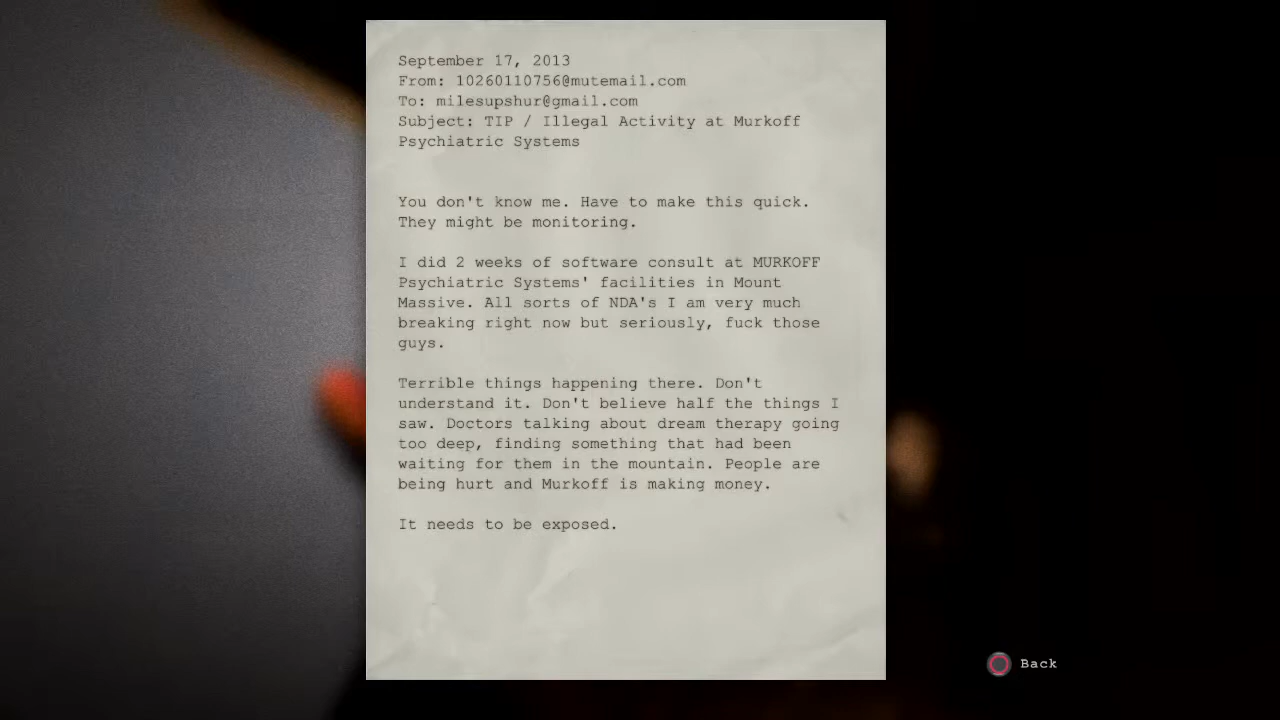 September 17, 2013
From: 10260110756@mutemail.com
To: milesupshur@gmail.com
Subject: TIP / Illegal Activity at Murkoff
Psychiatric Systems
You don't know me. Have to make this quick.
They might be monitoring.
I did 2 weeks of software consult at MURKOFF
Psychiatric Systems' facilities in Mount
Massive. All sorts of NDA's I am very much
breaking right now but seriously, fuck those
guys.
Terrible things happening there. Don't
understand it. Don't believe half the things I
saw. Doctors talking about dream therapy going
too deep, finding something that had been
waiting for them in the mountain. People are
being hurt and Murkoff is making money.
It needs to be exposed.
Back